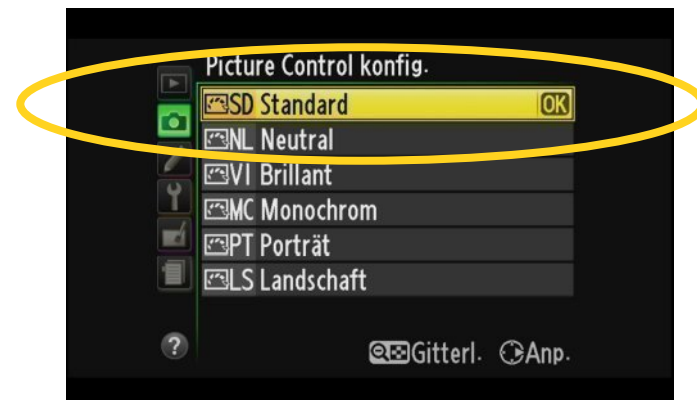 Picture Control konfig.
SD Standard OK
NL Neutral
VI Brillant
MC Monochrom
PT Porträt
LS Landschaft
? Gitterl. Anp.